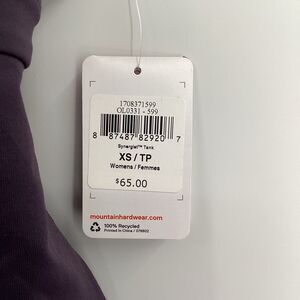 1708371599
OL0331 - 599
8 87487 82920 7
Synergist™ Tank
XS / TP
Womens / Femmes
$65.00
mountainhardwear.com
100% Recycled
Printed in China / 076802